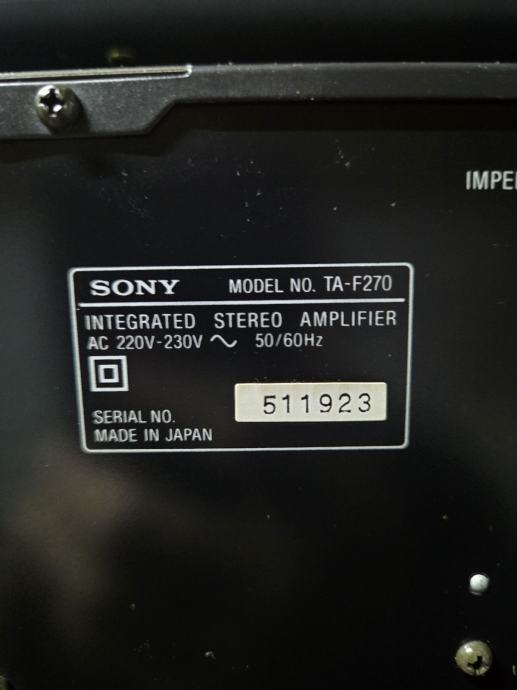 IMPE
SONY MODEL NO. TA-F270
INTEGRATED STEREO AMPLIFIER
AC 220V-230V ～ 50/60Hz
SERIAL NO. 511923
MADE IN JAPAN